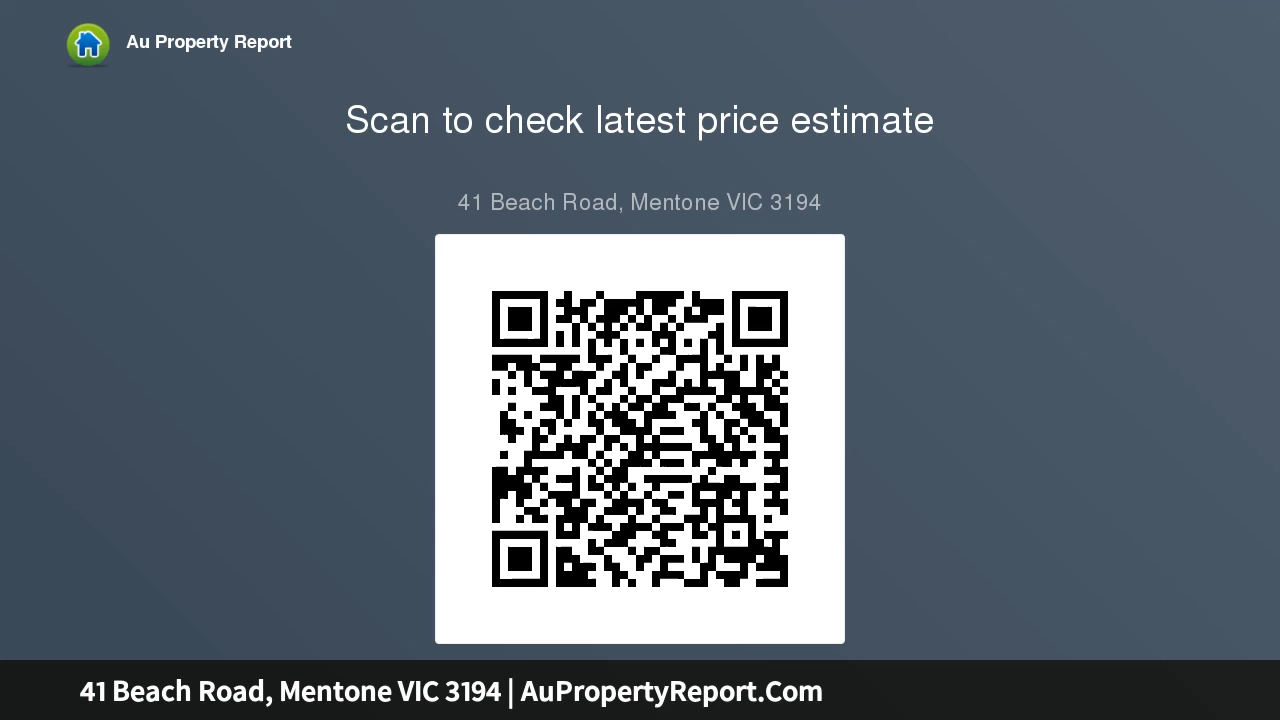 Au Property Report
Scan to check latest price estimate
41 Beach Road, Mentone VIC 3194
41 Beach Road, Mentone VIC 3194 | AuPropertyReport.Com